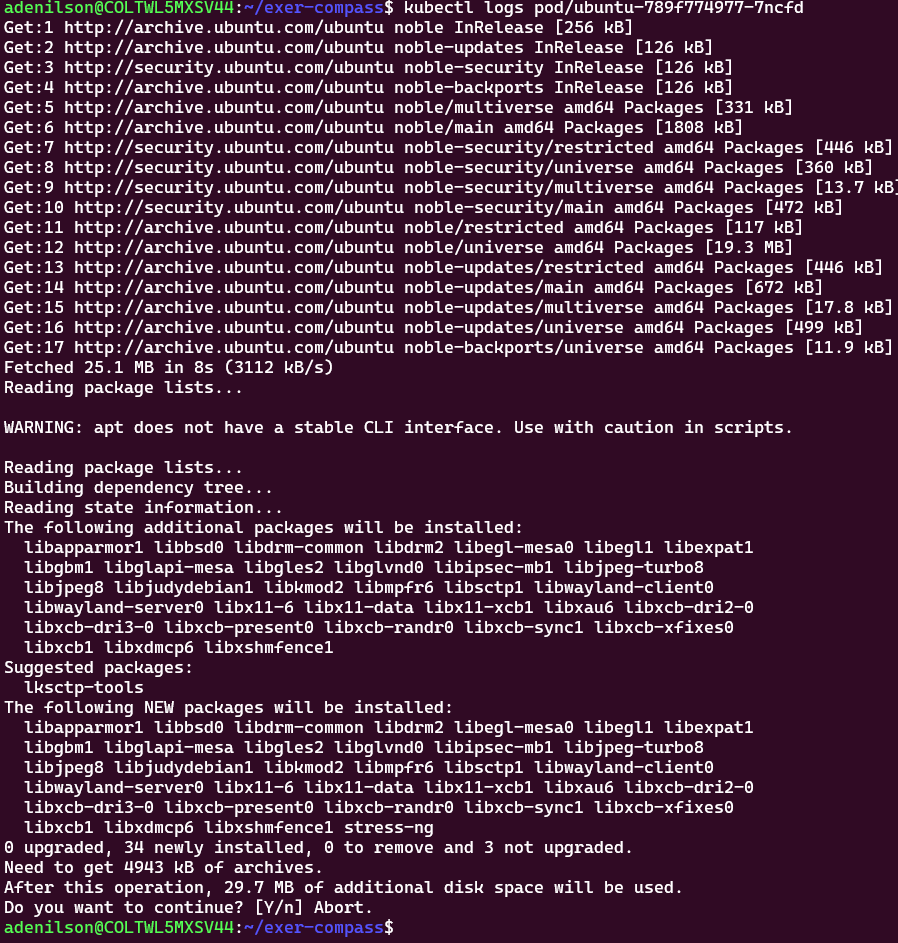 adenilson@COLTWL5MXSV44:~/exer-compass$ kubectl logs pod/ubuntu-789f774977-7ncfd
Get:1 http://archive.ubuntu.com/ubuntu noble InRelease [256 kB]
Get:2 http://archive.ubuntu.com/ubuntu noble-updates InRelease [126 kB]
Get:3 http://security.ubuntu.com/ubuntu noble-security InRelease [126 kB]
Get:4 http://archive.ubuntu.com/ubuntu noble-backports InRelease [126 kB]
Get:5 http://archive.ubuntu.com/ubuntu noble/multiverse amd64 Packages [331 kB]
Get:6 http://archive.ubuntu.com/ubuntu noble/main amd64 Packages [1808 kB]
Get:7 http://security.ubuntu.com/ubuntu noble-security/restricted amd64 Packages [446 kB]
Get:8 http://security.ubuntu.com/ubuntu noble-security/universe amd64 Packages [360 kB]
Get:9 http://security.ubuntu.com/ubuntu noble-security/multiverse amd64 Packages [13.7 kB]
Get:10 http://security.ubuntu.com/ubuntu noble-security/main amd64 Packages [472 kB]
Get:11 http://archive.ubuntu.com/ubuntu noble/restricted amd64 Packages [117 kB]
Get:12 http://archive.ubuntu.com/ubuntu noble/universe amd64 Packages [19.3 MB]
Get:13 http://archive.ubuntu.com/ubuntu noble-updates/restricted amd64 Packages [446 kB]
Get:14 http://archive.ubuntu.com/ubuntu noble-updates/main amd64 Packages [672 kB]
Get:15 http://archive.ubuntu.com/ubuntu noble-updates/multiverse amd64 Packages [17.8 kB]
Get:16 http://archive.ubuntu.com/ubuntu noble-updates/universe amd64 Packages [499 kB]
Get:17 http://archive.ubuntu.com/ubuntu noble-backports/universe amd64 Packages [11.9 kB]
Fetched 25.1 MB in 8s (3112 kB/s)
Reading package lists...
WARNING: apt does not have a stable CLI interface. Use with caution in scripts.
Reading package lists...
Building dependency tree...
Reading state information...
The following additional packages will be installed:
libapparmor1 libbsd0 libdrm-common libdrm2 libegl-mesa0 libegl1 libexpat1
libgbm1 libglapi-mesa libgles2 libglvnd0 libipsec-mb1 libjpeg-turbo8
libjpeg8 libjudydebian1 libkmod2 libmpfr6 libsctp1 libwayland-client0
libwayland-server0 libx11-6 libx11-data libx11-xcb1 libxau6 libxcb-dri2-0
libxcb-dri3-0 libxcb-present0 libxcb-randr0 libxcb-sync1 libxcb-xfixes0
libxcb1 libxdmcp6 libxshmfence1
Suggested packages:
lksctp-tools
The following NEW packages will be installed:
libapparmor1 libbsd0 libdrm-common libdrm2 libegl-mesa0 libegl1 libexpat1
libgbm1 libglapi-mesa libgles2 libglvnd0 libipsec-mb1 libjpeg-turbo8
libjpeg8 libjudydebian1 libkmod2 libmpfr6 libsctp1 libwayland-client0
libwayland-server0 libx11-6 libx11-data libx11-xcb1 libxau6 libxcb-dri2-0
libxcb-dri3-0 libxcb-present0 libxcb-randr0 libxcb-sync1 libxcb-xfixes0
libxcb1 libxdmcp6 libxshmfence1 stress-ng
0 upgraded, 34 newly installed, 0 to remove and 3 not upgraded.
Need to get 4943 kB of archives.
After this operation, 29.7 MB of additional disk space will be used.
Do you want to continue? [Y/n] Abort.
adenilson@COLTWL5MXSV44:~/exer-compass$